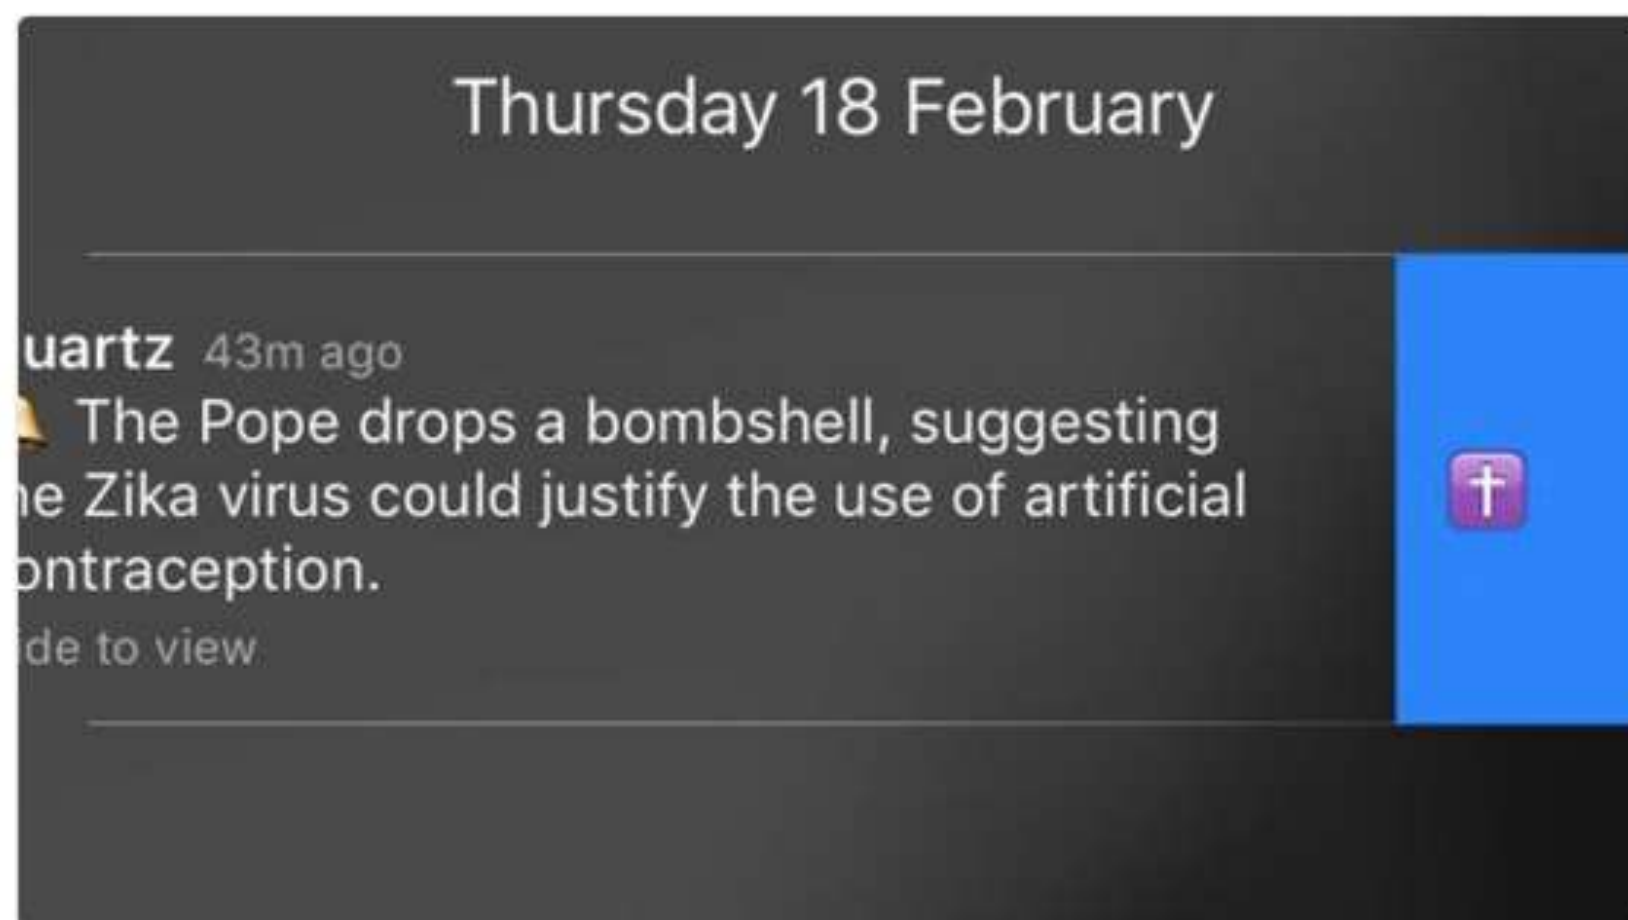 Thursday 18 February
uartz 43m ago
The Pope drops a bombshell, suggesting
he Zika virus could justify the use of artificial
ontraception.
ide to view